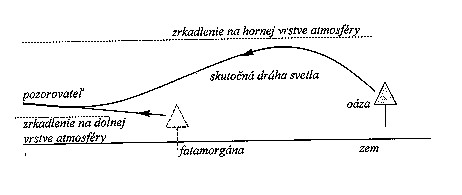 zrkadlenie na hornej vrstve atmosféry
skutočná dráha svetla
pozorovateľ
oáza
zrkadlenie na dolnej
vrstve atmosféry
fatamorgána
zem